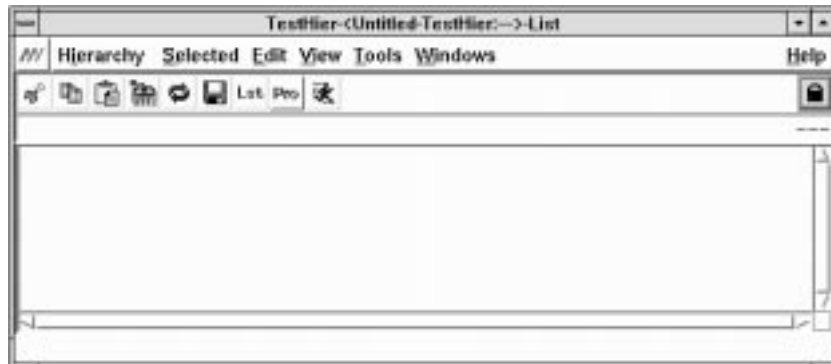 TestHier-<Untitled-TestHier:--->-List
Hierarchy Selected Edit View Tools Windows Help
Lst Pro
---